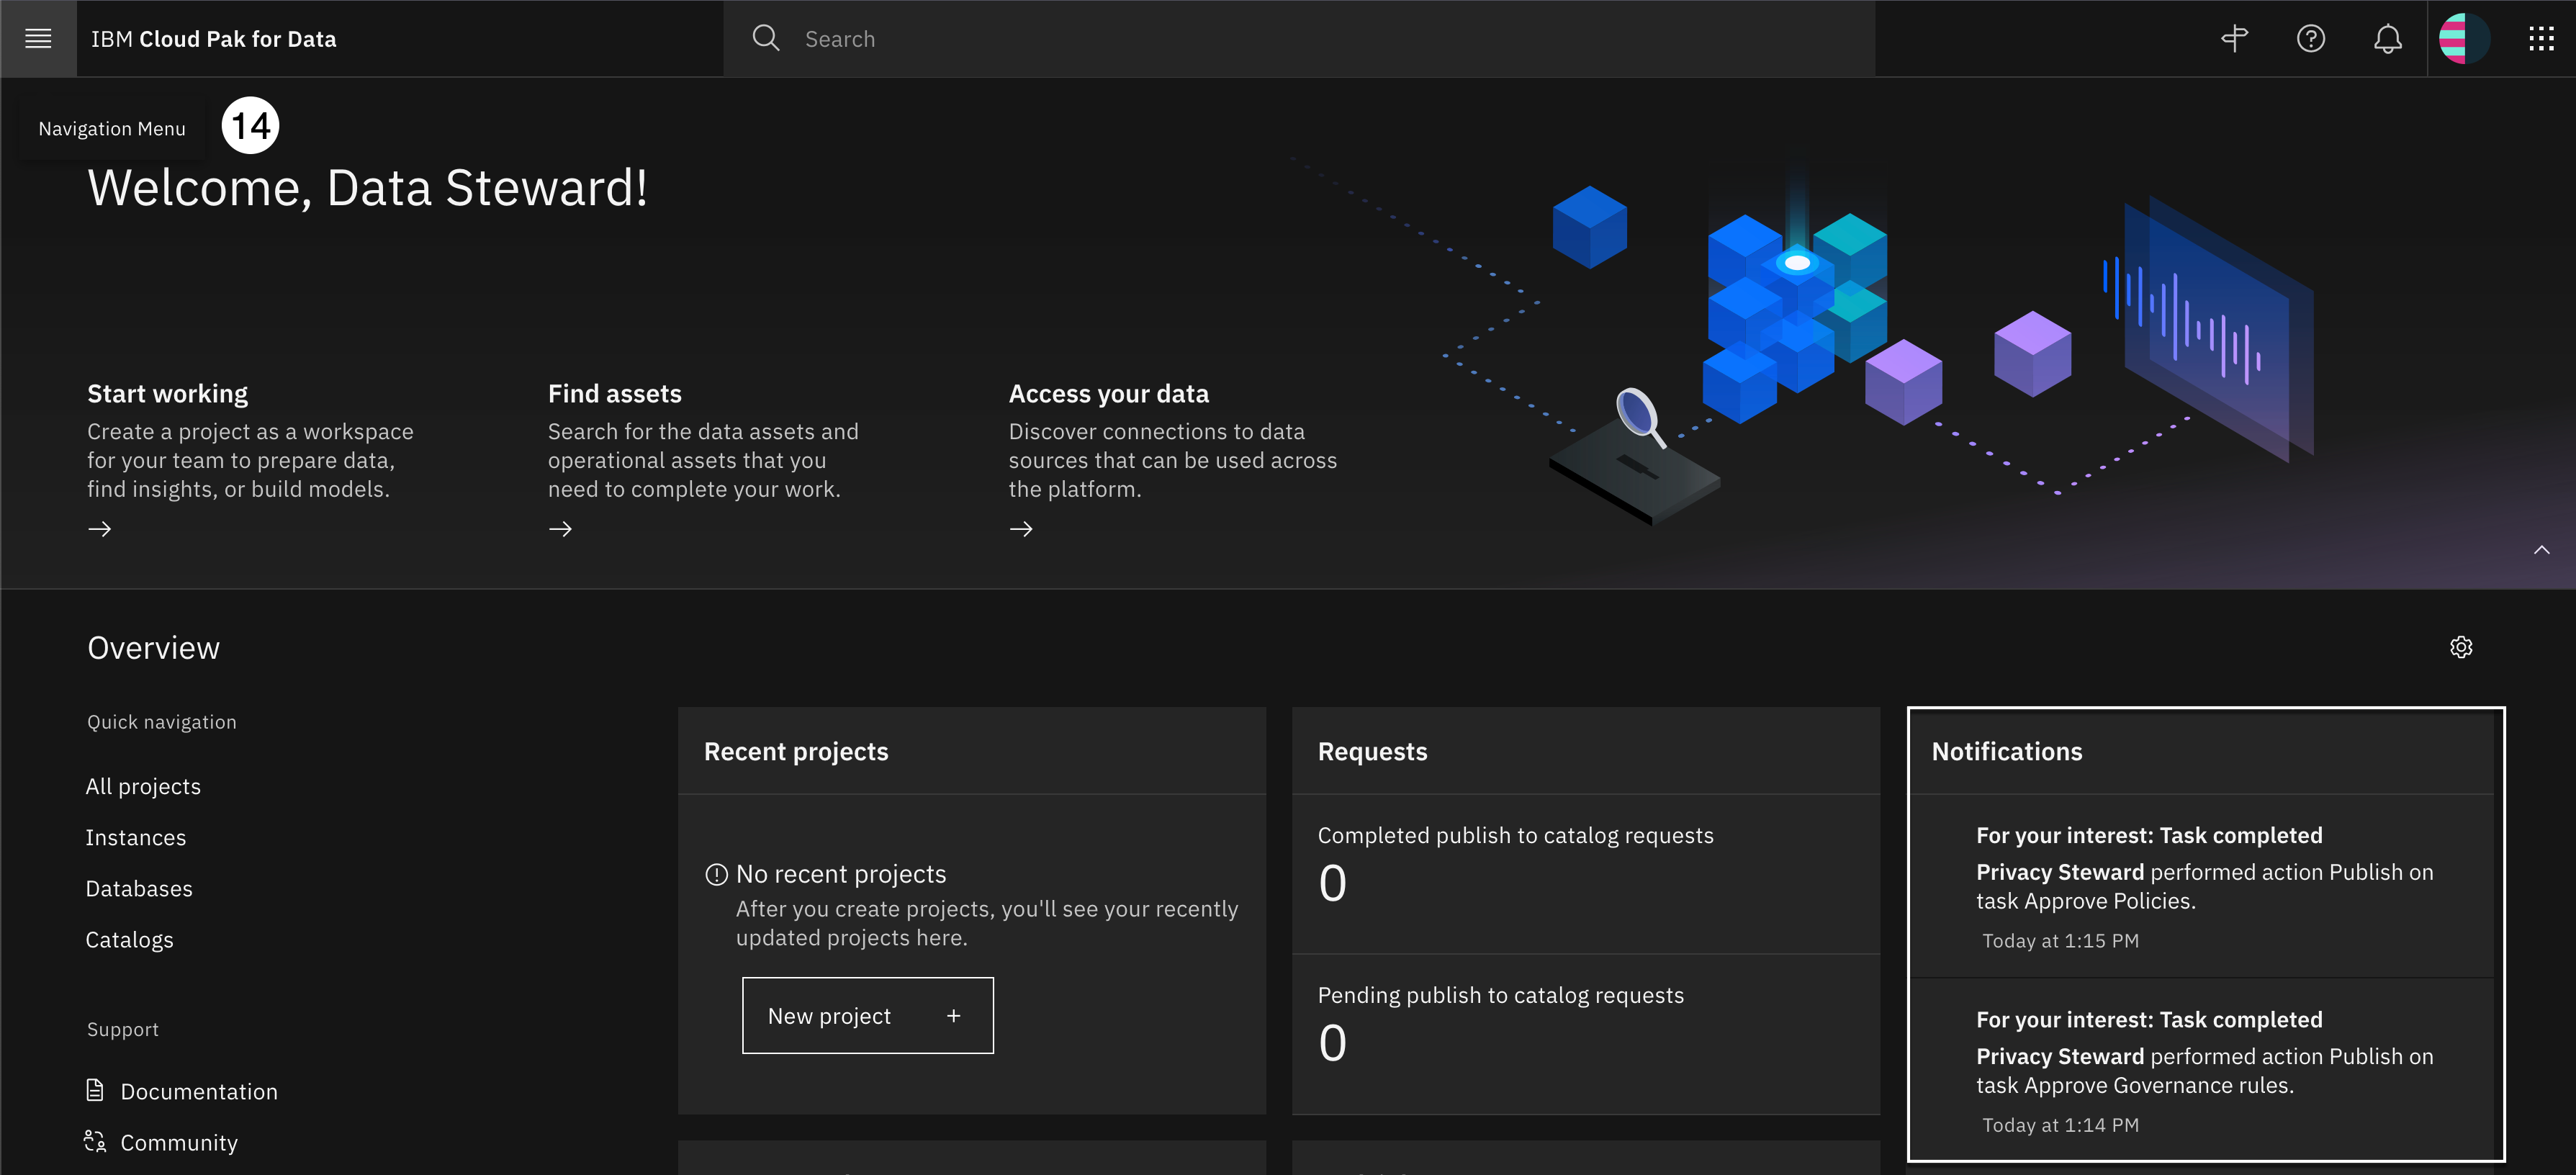 IBM Cloud Pak for Data
Search
Navigation Menu
14
Welcome, Data Steward!
Start working
Create a project as a workspace
for your team to prepare data,
find insights, or build models.
Find assets
Search for the data assets and
operational assets that you
need to complete your work.
Access your data
Discover connections to data
sources that can be used across
the platform.
Overview
Quick navigation
All projects
Instances
Databases
Catalogs
Support
Documentation
Community
Recent projects
No recent projects
After you create projects, you'll see your recently
updated projects here.
New project +
Requests
Completed publish to catalog requests
0
Pending publish to catalog requests
0
Notifications
For your interest: Task completed
Privacy Steward performed action Publish on
task Approve Policies.
Today at 1:15 PM
For your interest: Task completed
Privacy Steward performed action Publish on
task Approve Governance rules.
Today at 1:14 PM